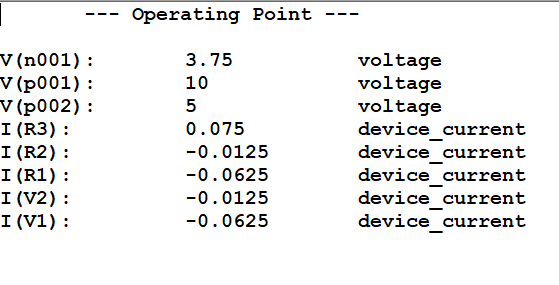 --- Operating Point ---
V(n001): 3.75 voltage
V(p001): 10 voltage
V(p002): 5 voltage
I(R3): 0.075 device_current
I(R2): -0.0125 device_current
I(R1): -0.0625 device_current
I(V2): -0.0125 device_current
I(V1): -0.0625 device_current